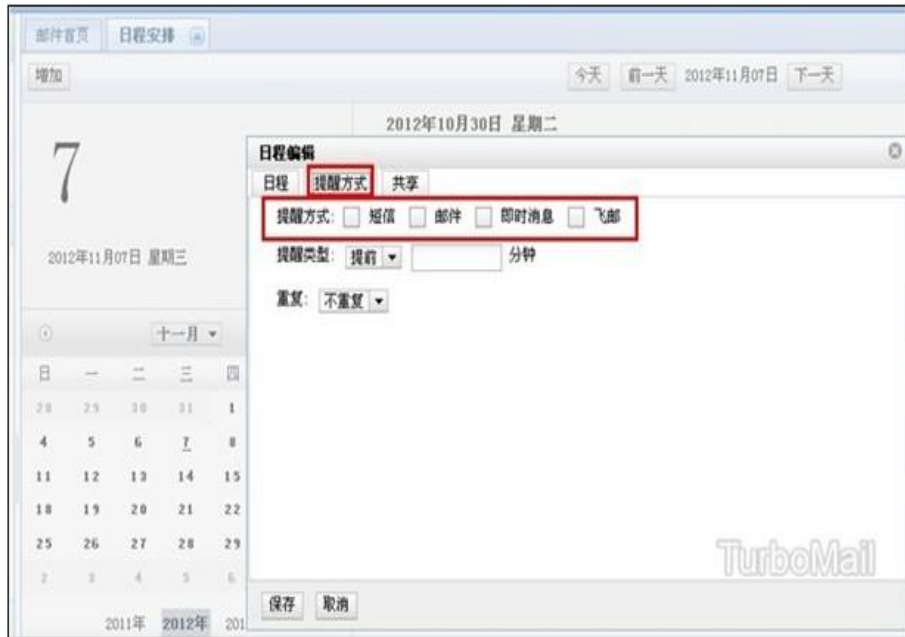 邮件首页 日程安排
增加 今天 前一天 2012年11月07日 下一天
2012年10月30日 星期二
7
2012年11月07日 星期三
日程编辑
日程 提醒方式 共享
提醒方式: 短信 邮件 即时消息 飞邮
提醒类型: 提前 分钟
重复: 不重复
十一月
日 一 二 三 四
28 29 30 31 1
4 5 6 7 8
11 12 13 14 15
18 19 20 21 22
25 26 27 28 29
2 3 4 5 6
2011年 2012年 201
保存 取消
TurboMail